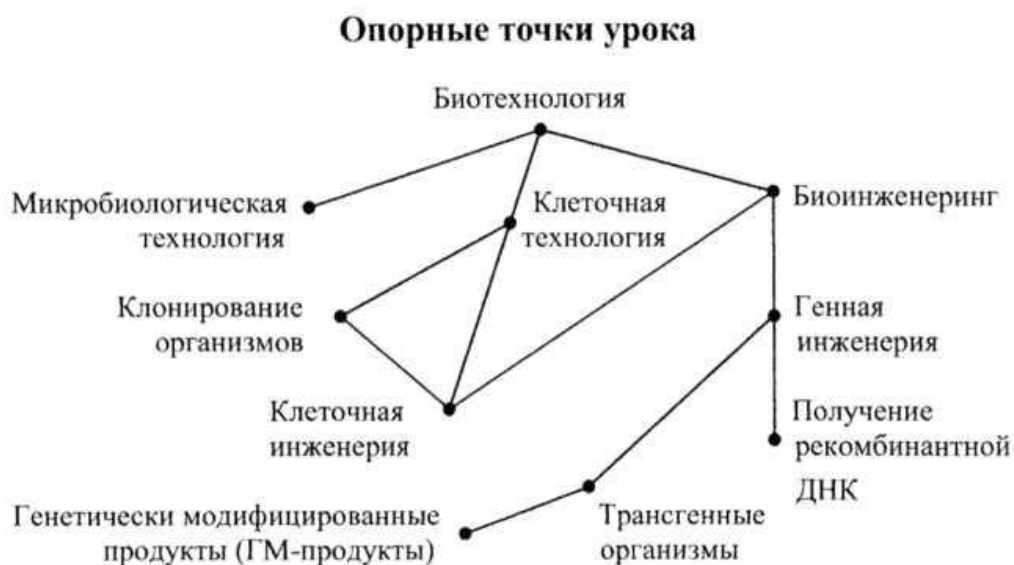 Опорные точки урока
Биотехнология
Микробиологическая
технология
Клеточная
технология
Биоинженеринг
Клонирование
организмов
Генная
инженерия
Клеточная
инженерия
Получение
рекомбинантной
ДНК
Генетически модифицированные
продукты (ГМ-продукты)
Трансгенные
организмы